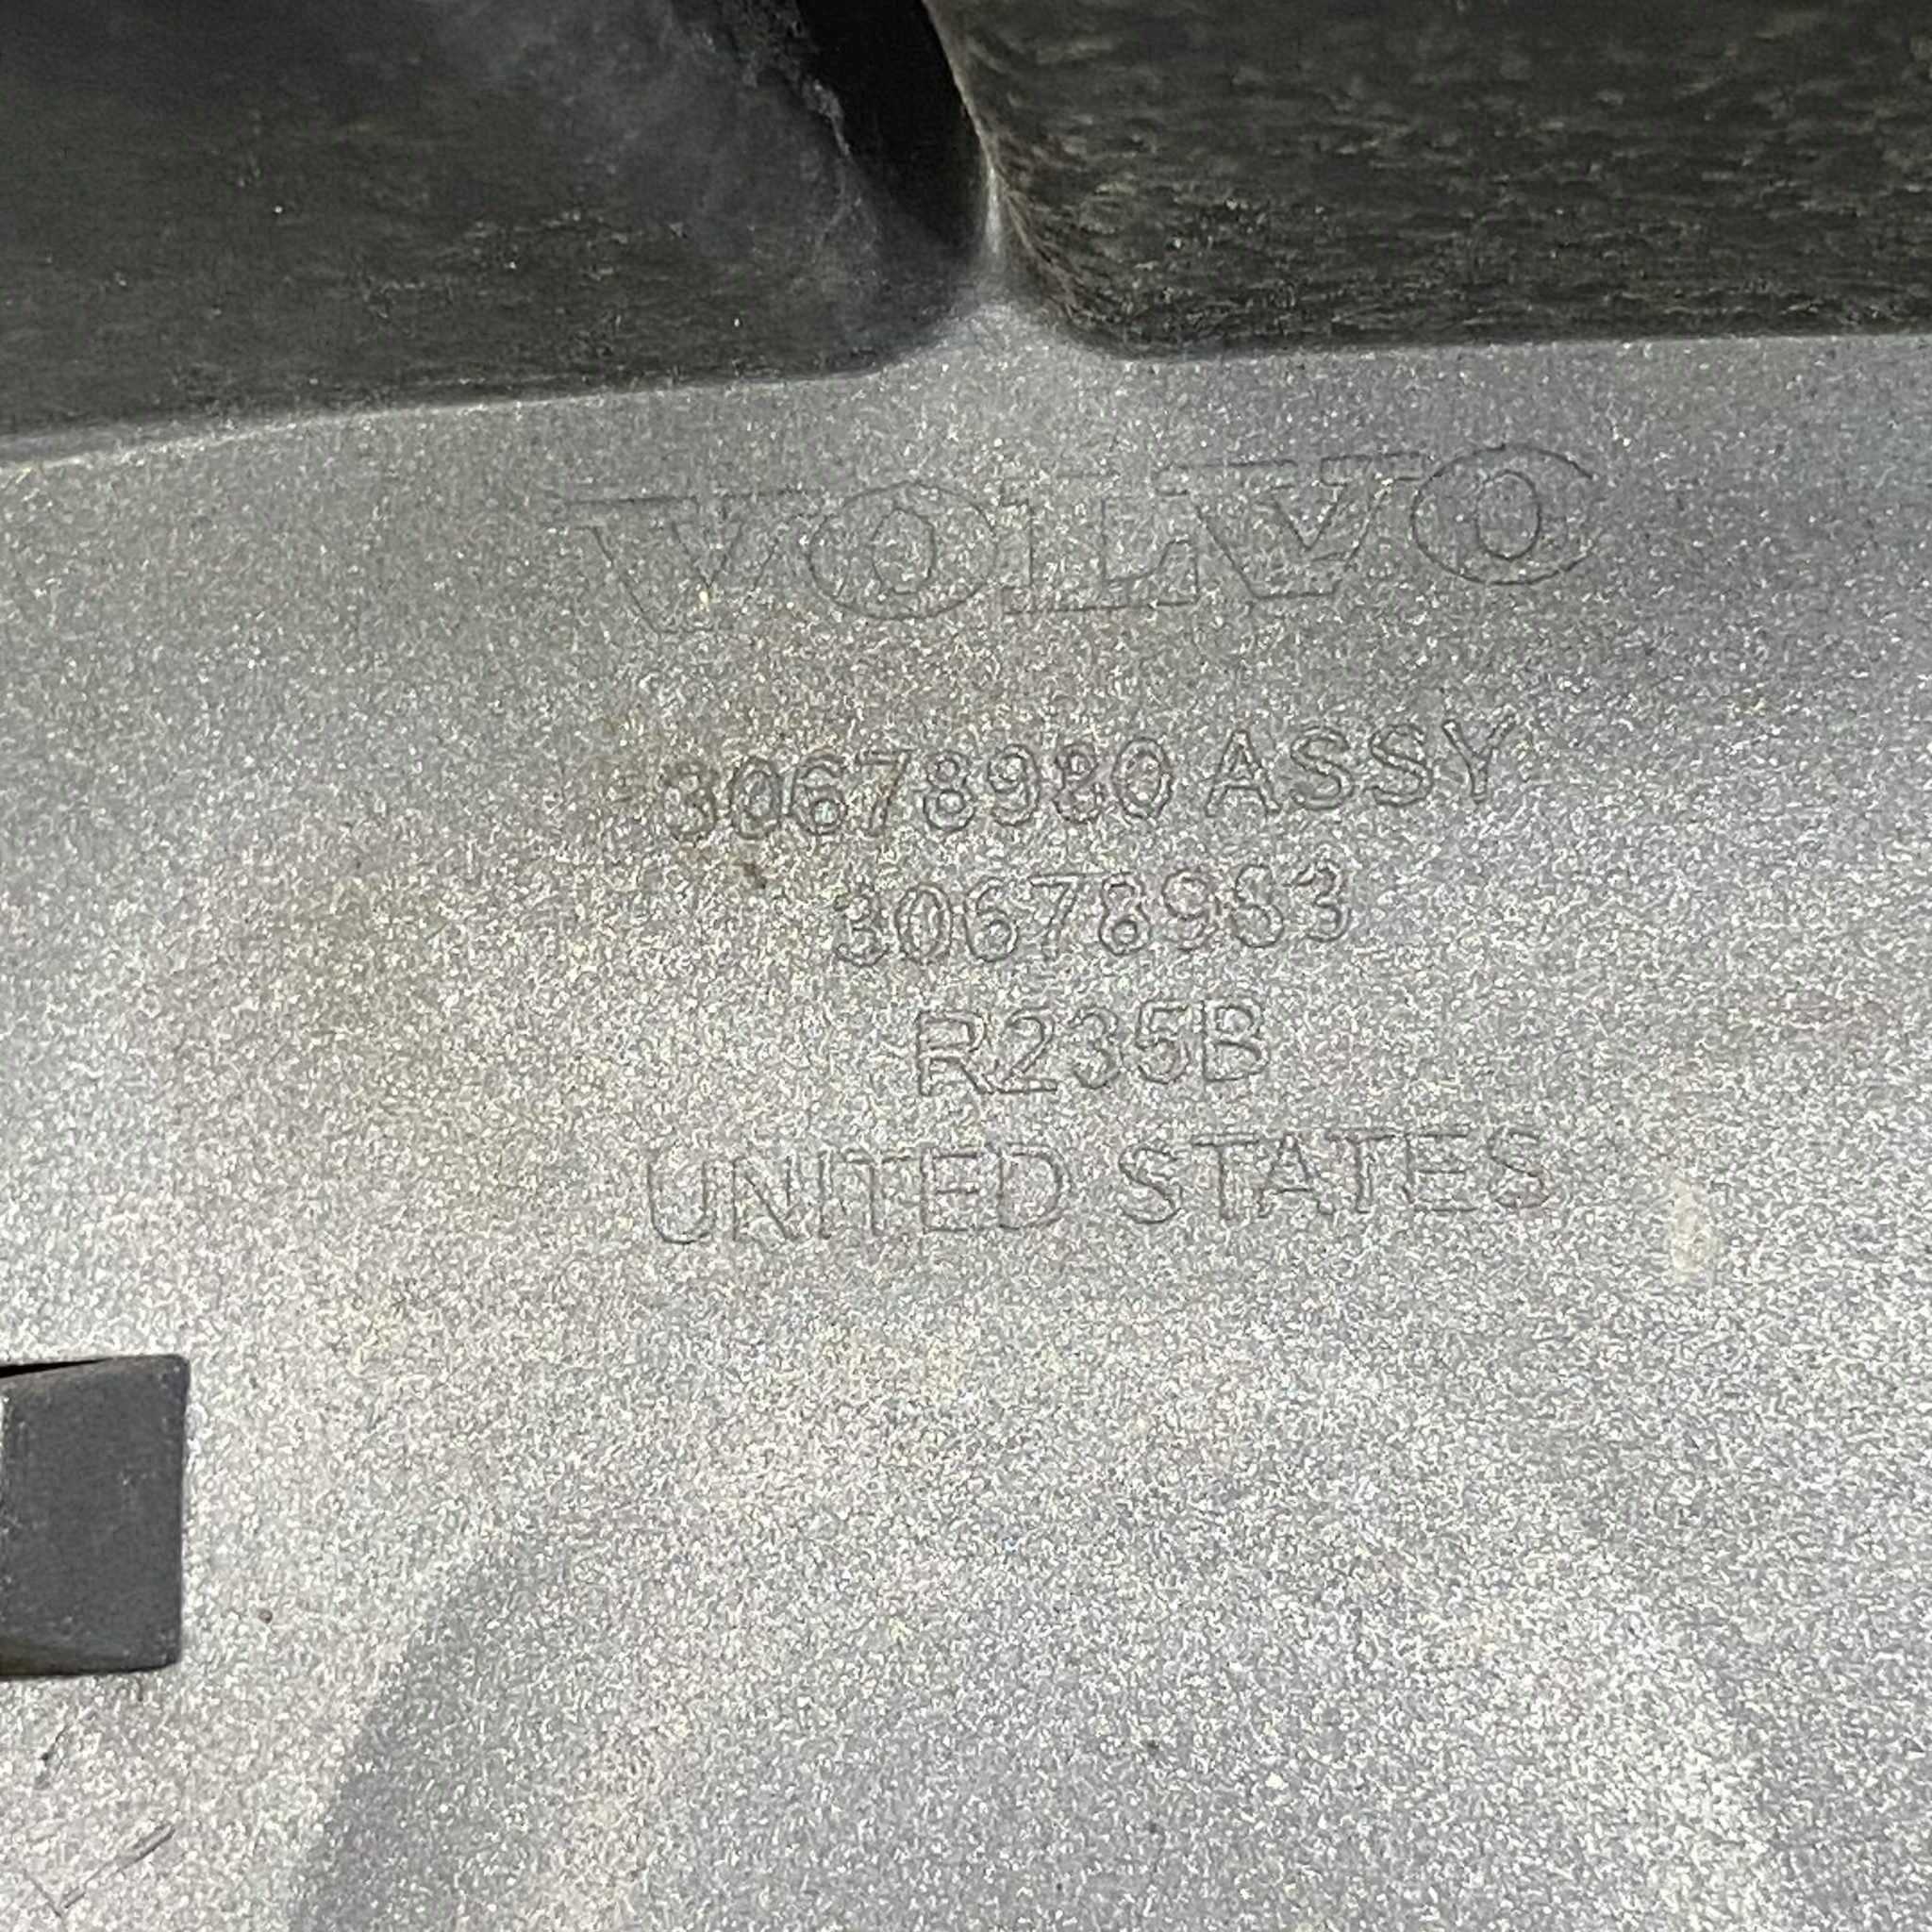 VOLVO
30678980 ASSY
30678983
R235B
UNITED STATES